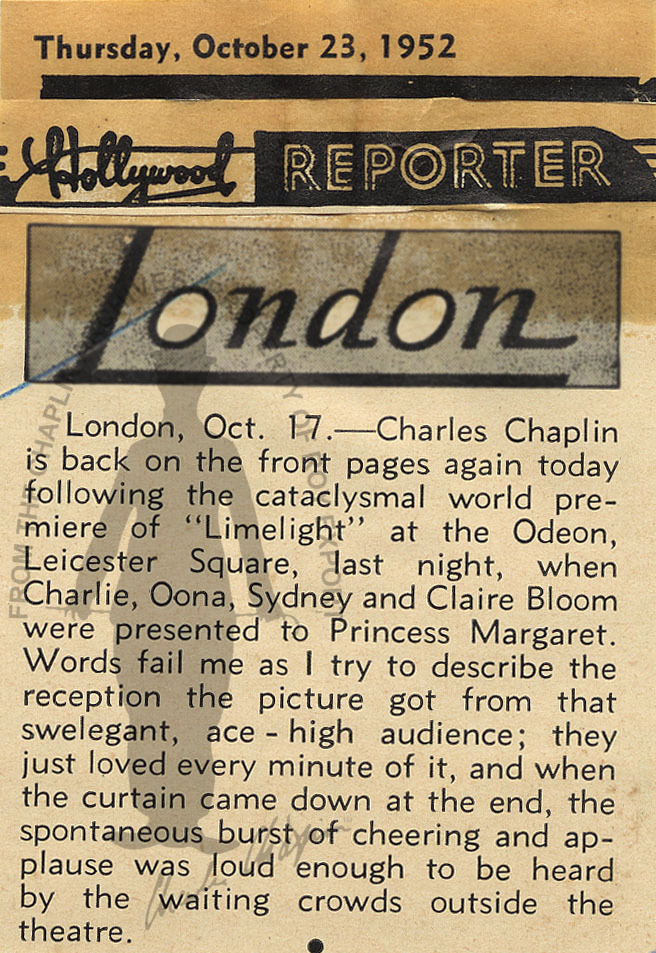 Thursday, October 23, 1952
Hollywood REPORTER
London
London, Oct. 17.—Charles Chaplin
is back on the front pages again today
following the cataclysmal world pre-
miere of “Limelight” at the Odeon,
Leicester Square, last night, when
Charlie, Oona, Sydney and Claire Bloom
were presented to Princess Margaret.
Words fail me as I try to describe the
reception the picture got from that
swelegant, ace - high audience; they
just loved every minute of it, and when
the curtain came down at the end, the
spontaneous burst of cheering and ap-
plause was loud enough to be heard
by the waiting crowds outside the
theatre.
FROM THE CHAPLIN